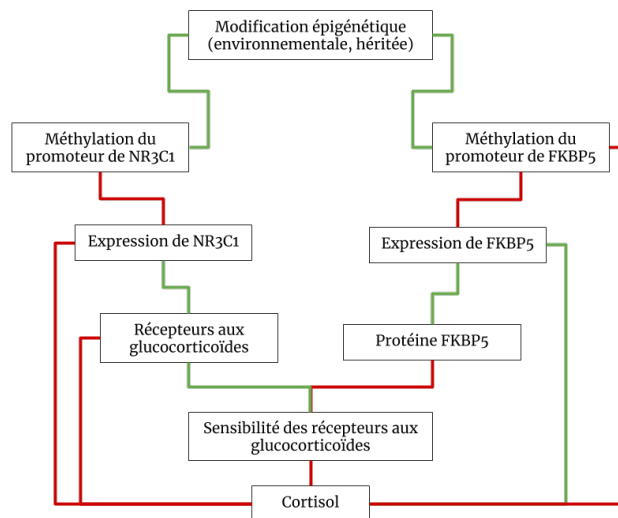 Modification épigénétique
(environnementale, héritée)
Méthylation du
promoteur de NR3C1
Méthylation du
promoteur de FKBP5
Expression de NR3C1
Expression de FKBP5
Récepteurs aux
glucocorticoïdes
Protéine FKBP5
Sensibilité des récepteurs aux
glucocorticoïdes
Cortisol